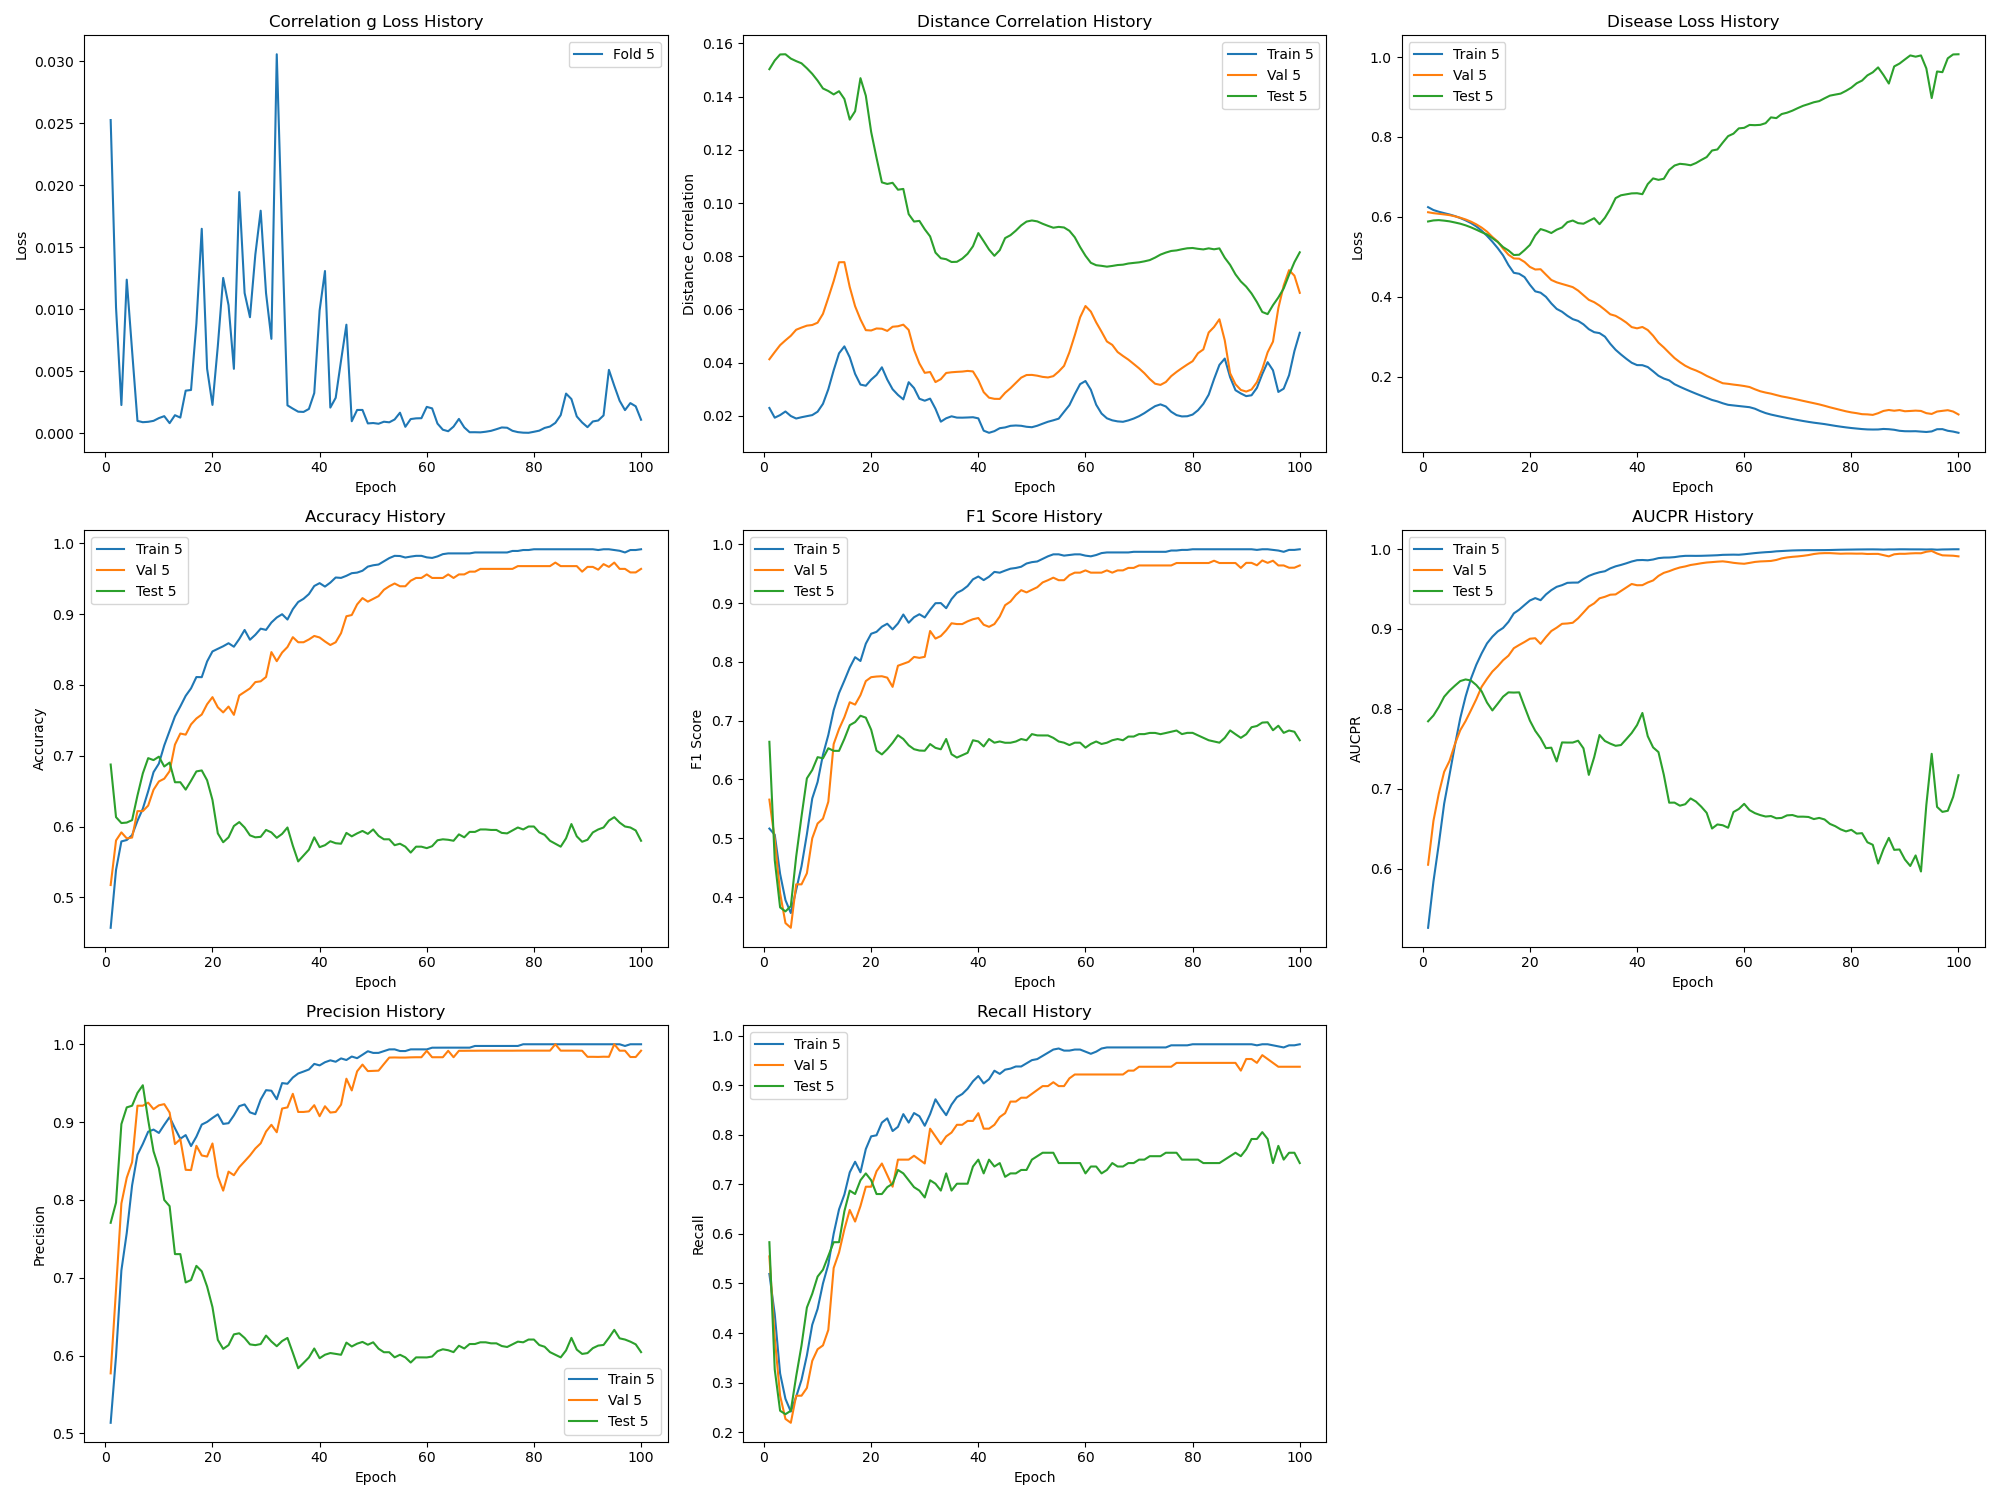 Correlation g Loss History
Loss
0.030
0.025
0.020
0.015
0.010
0.005
0.000
0 20 40 60 80 100
Epoch
Fold 5
Distance Correlation History
Distance Correlation
0.16
0.14
0.12
0.10
0.08
0.06
0.04
0.02
0 20 40 60 80 100
Epoch
Train 5
Val 5
Test 5
Disease Loss History
Loss
1.0
0.8
0.6
0.4
0.2
0 20 40 60 80 100
Epoch
Train 5
Val 5
Test 5
Accuracy History
Accuracy
1.0
0.9
0.8
0.7
0.6
0.5
0 20 40 60 80 100
Epoch
Train 5
Val 5
Test 5
F1 Score History
F1 Score
1.0
0.9
0.8
0.7
0.6
0.5
0.4
0 20 40 60 80 100
Epoch
Train 5
Val 5
Test 5
AUCPR History
AUCPR
1.0
0.9
0.8
0.7
0.6
0 20 40 60 80 100
Epoch
Train 5
Val 5
Test 5
Precision History
Precision
1.0
0.9
0.8
0.7
0.6
0.5
0 20 40 60 80 100
Epoch
Train 5
Val 5
Test 5
Recall History
Recall
1.0
0.9
0.8
0.7
0.6
0.5
0.4
0.3
0.2
0 20 40 60 80 100
Epoch
Train 5
Val 5
Test 5